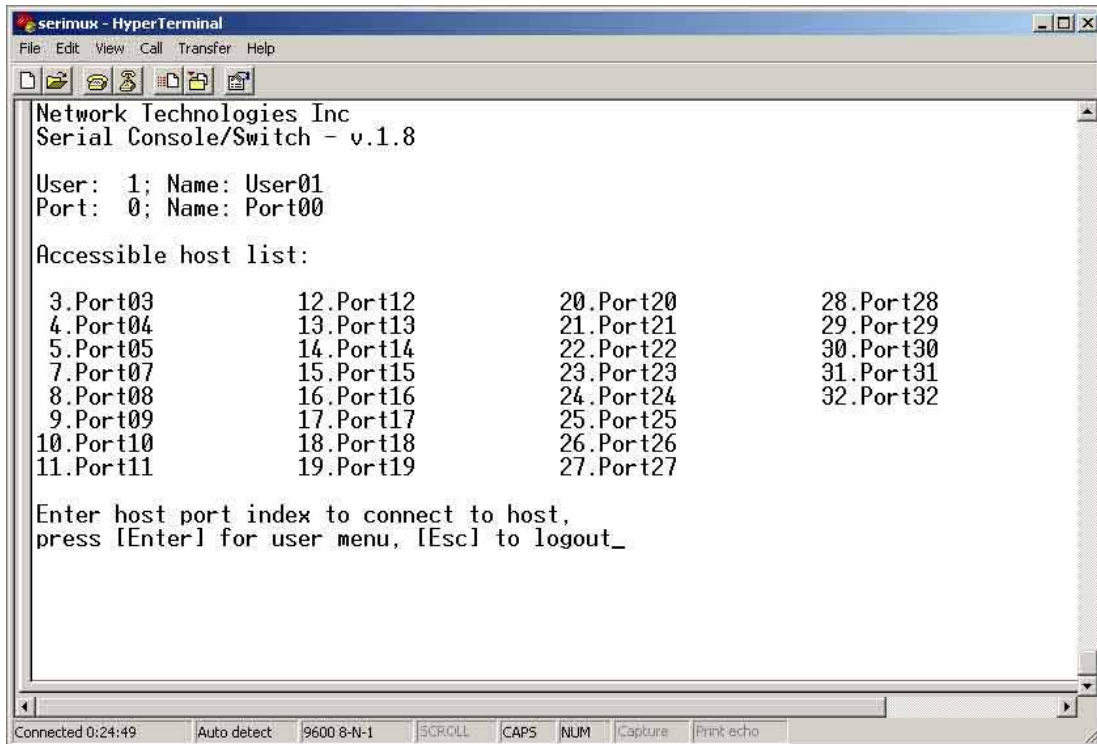 serimux - HyperTerminal
File Edit View Call Transfer Help
Network Technologies Inc
Serial Console/Switch - v.1.8
User: 1; Name: User01
Port: 0; Name: Port00
Accessible host list:
3.Port03 12.Port12 20.Port20 28.Port28
4.Port04 13.Port13 21.Port21 29.Port29
5.Port05 14.Port14 22.Port22 30.Port30
7.Port07 15.Port15 23.Port23 31.Port31
8.Port08 16.Port16 24.Port24 32.Port32
9.Port09 17.Port17 25.Port25
10.Port10 18.Port18 26.Port26
11.Port11 19.Port19 27.Port27
Enter host port index to connect to host,
press [Enter] for user menu, [Esc] to logout_
Connected 0:24:49 Auto detect 9600 8-N-1 SCROLL CAPS NUM Capture Print echo